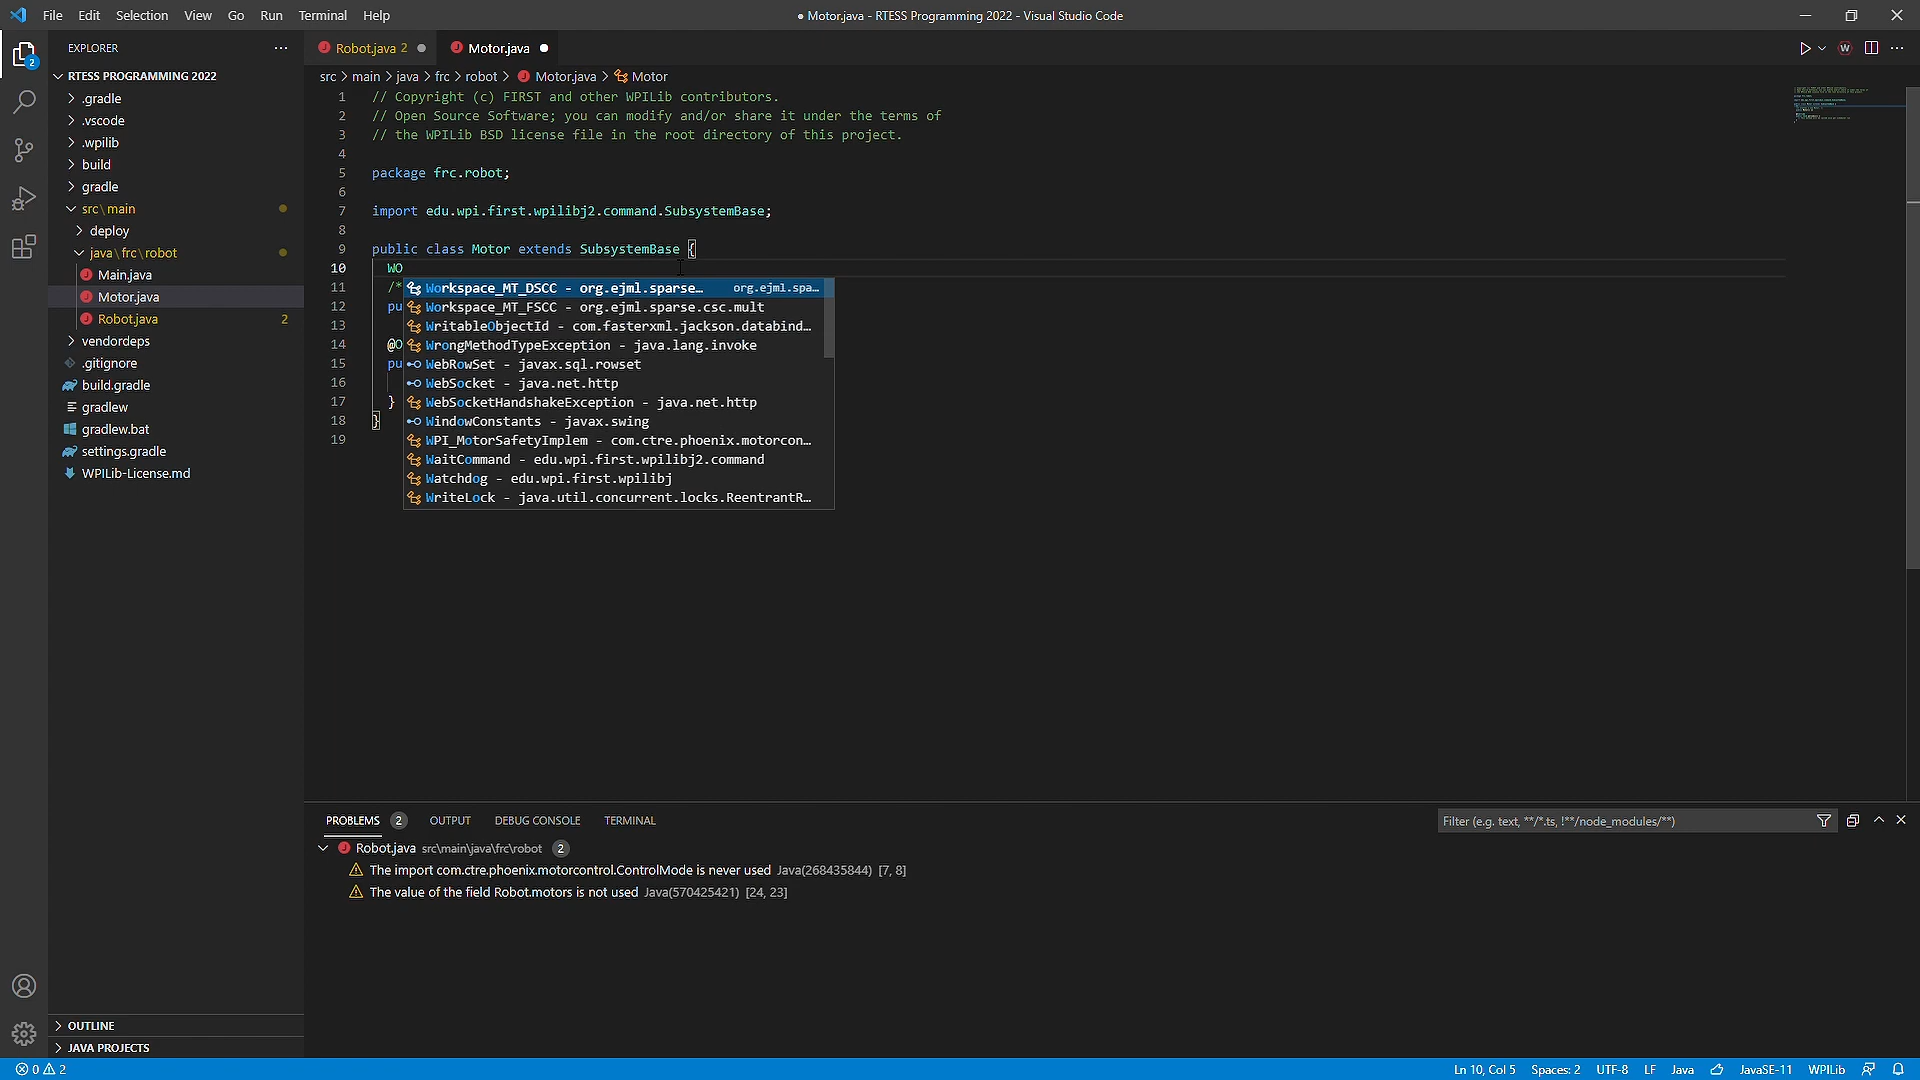 File Edit Selection View Go Run Terminal Help
● Motor.java - RTESS Programming 2022 - Visual Studio Code
EXPLORER
Robot.java 2
Motor.java
2
RTESS PROGRAMMING 2022
src > main > java > frc > robot > Motor.java > Motor
.gradle
.vscode
.wpilib
build
gradle
src\main
deploy
java\frc\robot
Main.java
Motor.java
Robot.java 2
vendordeps
.gitignore
build.gradle
gradlew
gradlew.bat
settings.gradle
WPILib-License.md
OUTLINE
JAVA PROJECTS
1 // Copyright (c) FIRST and other WPILib contributors.
2 // Open Source Software; you can modify and/or share it under the terms of
3 // the WPILib BSD license file in the root directory of this project.
4
5 package frc.robot;
6
7 import edu.wpi.first.wpilibj2.command.SubsystemBase;
8
9 public class Motor extends SubsystemBase {
10 WO
11 /*
12 pu
13
14 @O
15 pu
16
17 }
18 }
19
Workspace_MT_DSCC - org.ejml.sparse… org.ejml.spa…
Workspace_MT_FSCC - org.ejml.sparse.csc.mult
WritableObjectId - com.fasterxml.jackson.databind…
WrongMethodTypeException - java.lang.invoke
WebRowSet - javax.sql.rowset
WebSocket - java.net.http
WebSocketHandshakeException - java.net.http
WindowConstants - javax.swing
WPI_MotorSafetyImplem - com.ctre.phoenix.motorcon…
WaitCommand - edu.wpi.first.wpilibj2.command
Watchdog - edu.wpi.first.wpilibj
WriteLock - java.util.concurrent.locks.ReentrantR…
PROBLEMS 2 OUTPUT DEBUG CONSOLE TERMINAL
Filter (e.g. text, **/*.ts, !**/node_modules/**)
Robot.java src\main\java\frc\robot 2
The import com.ctre.phoenix.motorcontrol.ControlMode is never used Java(268435844) [7, 8]
The value of the field Robot.motors is not used Java(570425421) [24, 23]
0 2
Ln 10, Col 5 Spaces: 2 UTF-8 LF Java JavaSE-11 WPILib